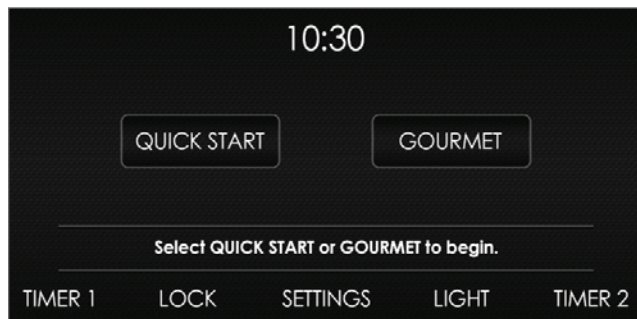 10:30
QUICK START GOURMET
Select QUICK START or GOURMET to begin.
TIMER 1 LOCK SETTINGS LIGHT TIMER 2